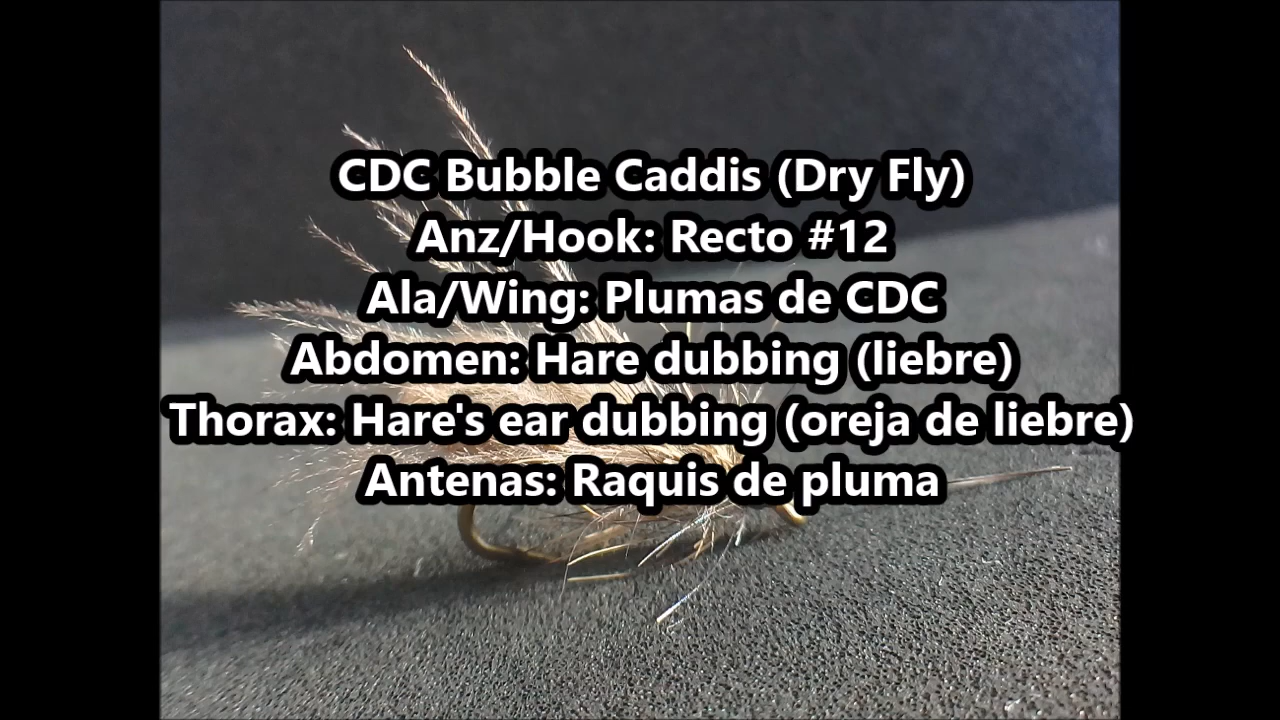 CDC Bubble Caddis (Dry Fly)
Anz/Hook: Recto #12
Ala/Wing: Plumas de CDC
Abdomen: Hare dubbing (liebre)
Thorax: Hare's ear dubbing (oreja de liebre)
Antenas: Raquis de pluma